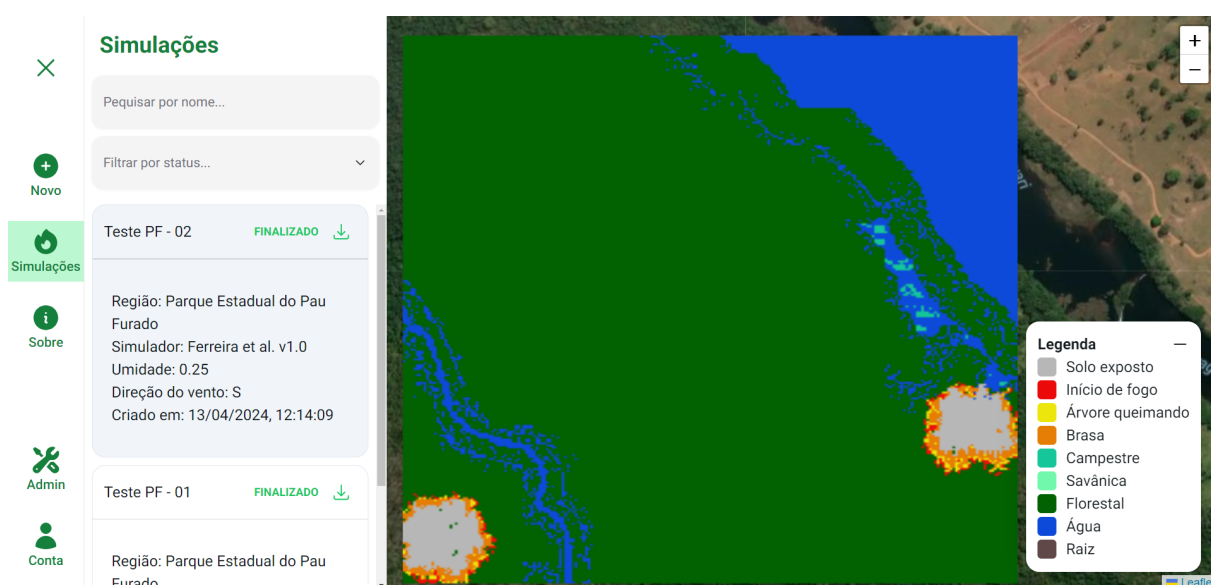 Novo
Simulações
Sobre
Admin
Conta
Simulações
Pequisar por nome...
Filtrar por status...
Teste PF - 02 FINALIZADO
Região: Parque Estadual do Pau
Furado
Simulador: Ferreira et al. v1.0
Umidade: 0.25
Direção do vento: S
Criado em: 13/04/2024, 12:14:09
Teste PF - 01 FINALIZADO
Região: Parque Estadual do Pau
Furado
+
−
Legenda −
Solo exposto
Início de fogo
Árvore queimando
Brasa
Campestre
Savânica
Florestal
Água
Raiz